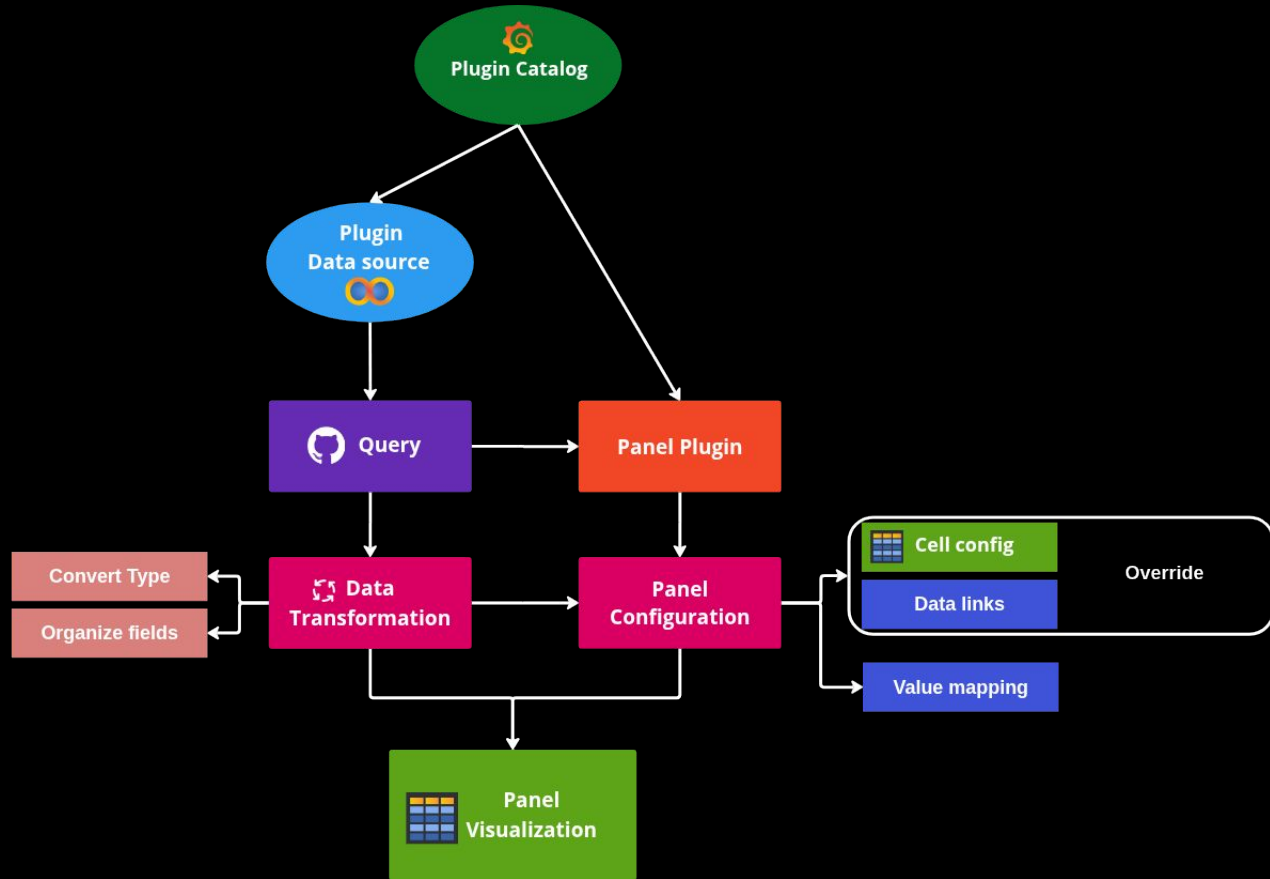 Plugin Catalog
Plugin
Data source
Query
Panel Plugin
Convert Type
Organize fields
Data
Transformation
Panel
Configuration
Cell config
Data links
Override
Value mapping
Panel
Visualization